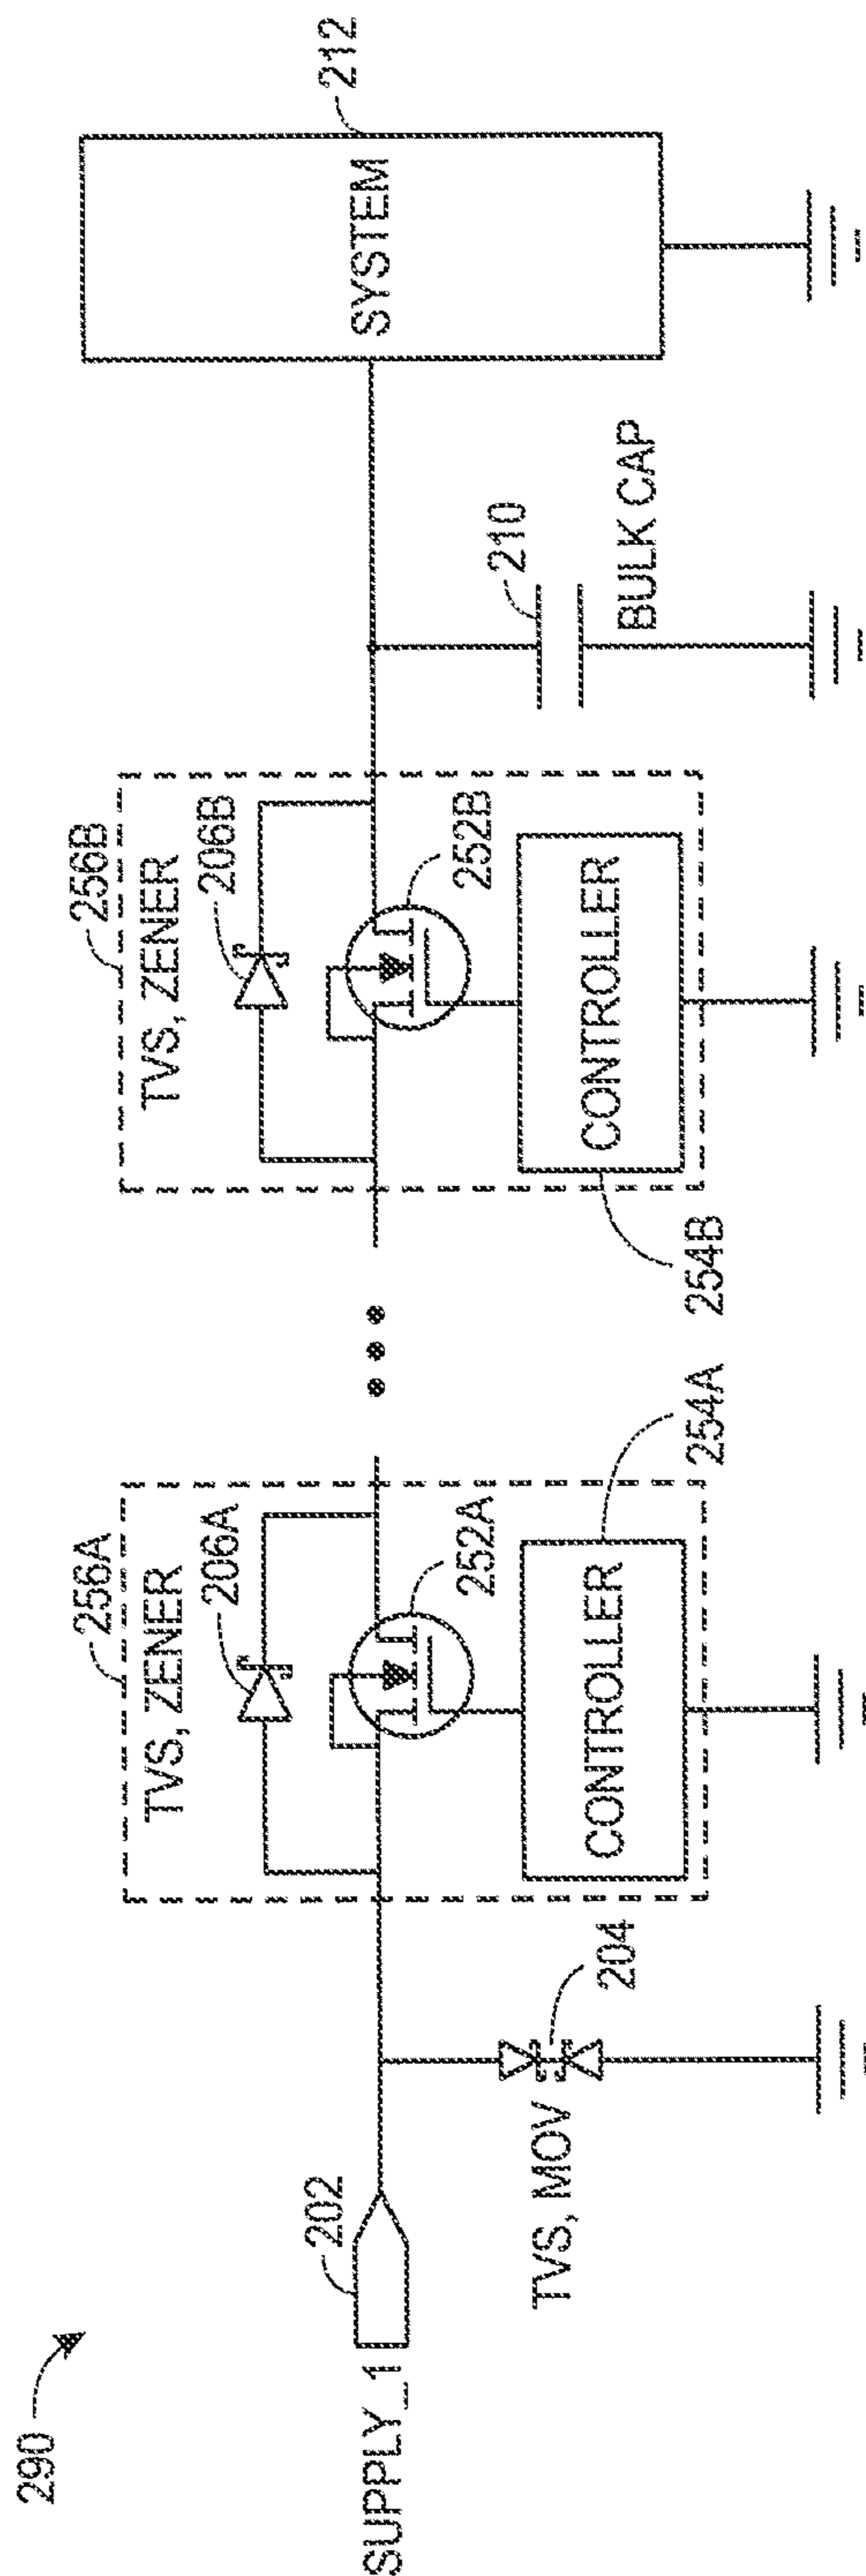 290
SUPPLY_1
202
TVS, MOV
204
256A
TVS, ZENER
206A
252A
CONTROLLER
254A
256B
TVS, ZENER
206B
252B
CONTROLLER
254B
210
BULK CAP
SYSTEM
212